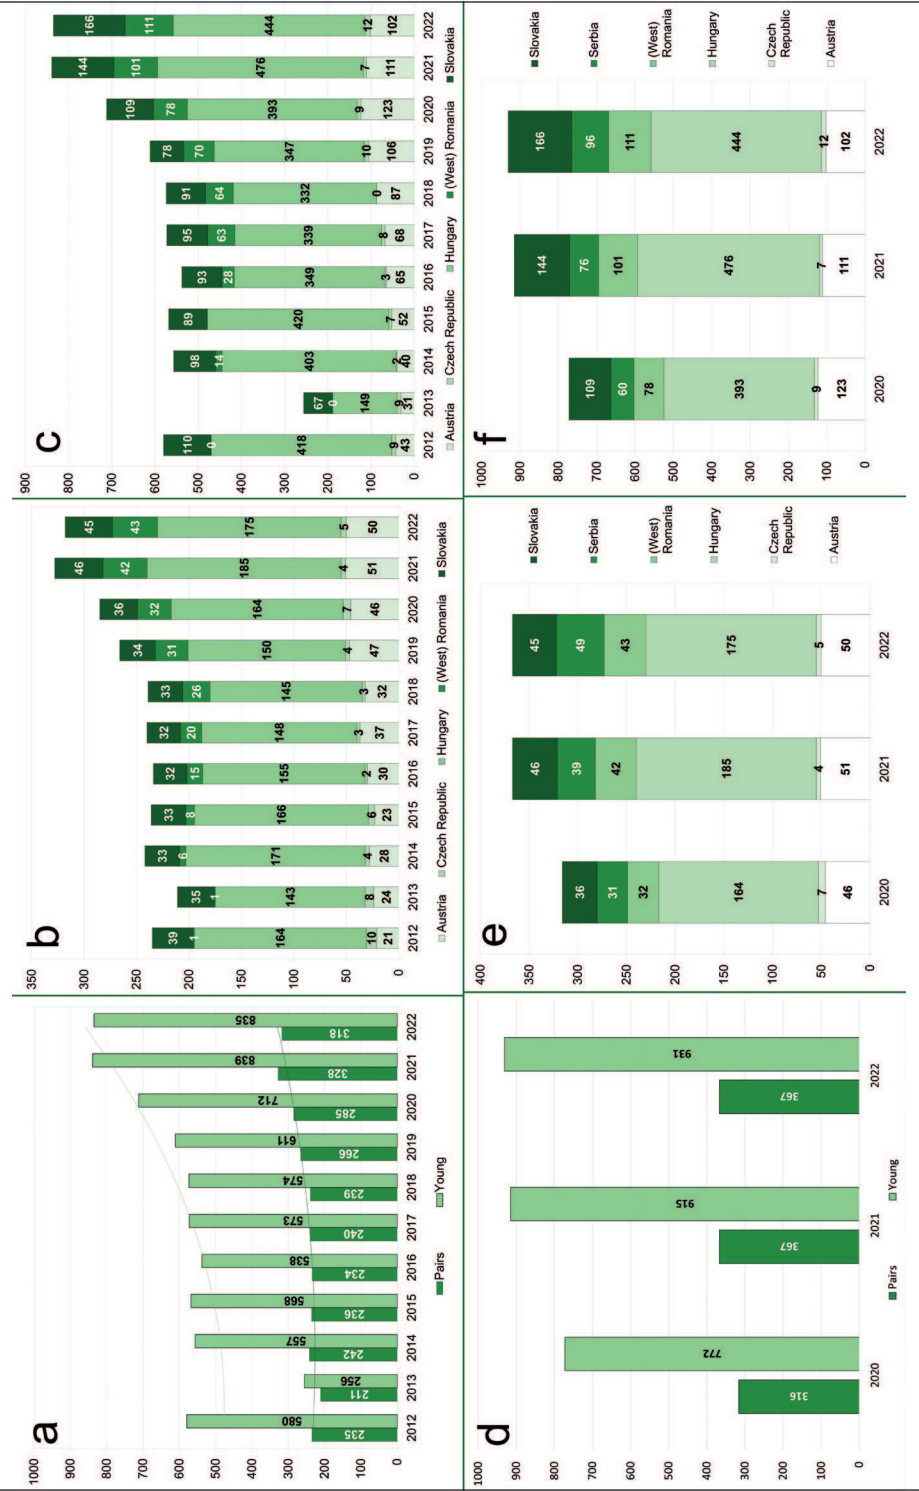 a
1000
900
800
700
600
500
400
300
200
100
0
580 256 557 568 538 573 574 611 712 839 835
235 211 242 236 234 240 239 266 285 328 318
2012 2013 2014 2015 2016 2017 2018 2019 2020 2021 2022
Pairs Young
b
350
300
250
200
150
100
50
0
39 35 33 33 32 32 33 34 36 46 45
1 1 6 8 15 20 26 31 32 42 43
164 143 171 166 155 148 145 150 164 185 175
10 8 4 6 2 3 3 4 7 4 5
21 24 28 23 30 37 32 47 46 51 50
2012 2013 2014 2015 2016 2017 2018 2019 2020 2021 2022
Austria Czech Republic Hungary (West) Romania Slovakia
c
900
800
700
600
500
400
300
200
100
0
110 67 98 89 93 95 91 78 109 144 166
0 0 14 28 63 64 70 78 101 111
418 149 403 420 349 339 332 347 393 476 444
9 9 2 7 3 8 0 10 9 7 12
43 31 40 52 65 68 87 106 123 111 102
2012 2013 2014 2015 2016 2017 2018 2019 2020 2021 2022
Austria Czech Republic Hungary (West) Romania Slovakia
d
1000
900
800
700
600
500
400
300
200
100
0
772 915 931
316 367 367
2020 2021 2022
Pairs Young
e
400
350
300
250
200
150
100
50
0
36 46 45
31 39 49
32 42 43
164 185 175
7 4 5
46 51 50
2020 2021 2022
Slovakia
Serbia
(West)
Romania
Hungary
Czech
Republic
Austria
f
1000
900
800
700
600
500
400
300
200
100
0
109 144 166
60 76 96
78 101 111
393 476 444
9 7 12
123 111 102
2020 2021 2022
Slovakia
Serbia
(West)
Romania
Hungary
Czech
Republic
Austria